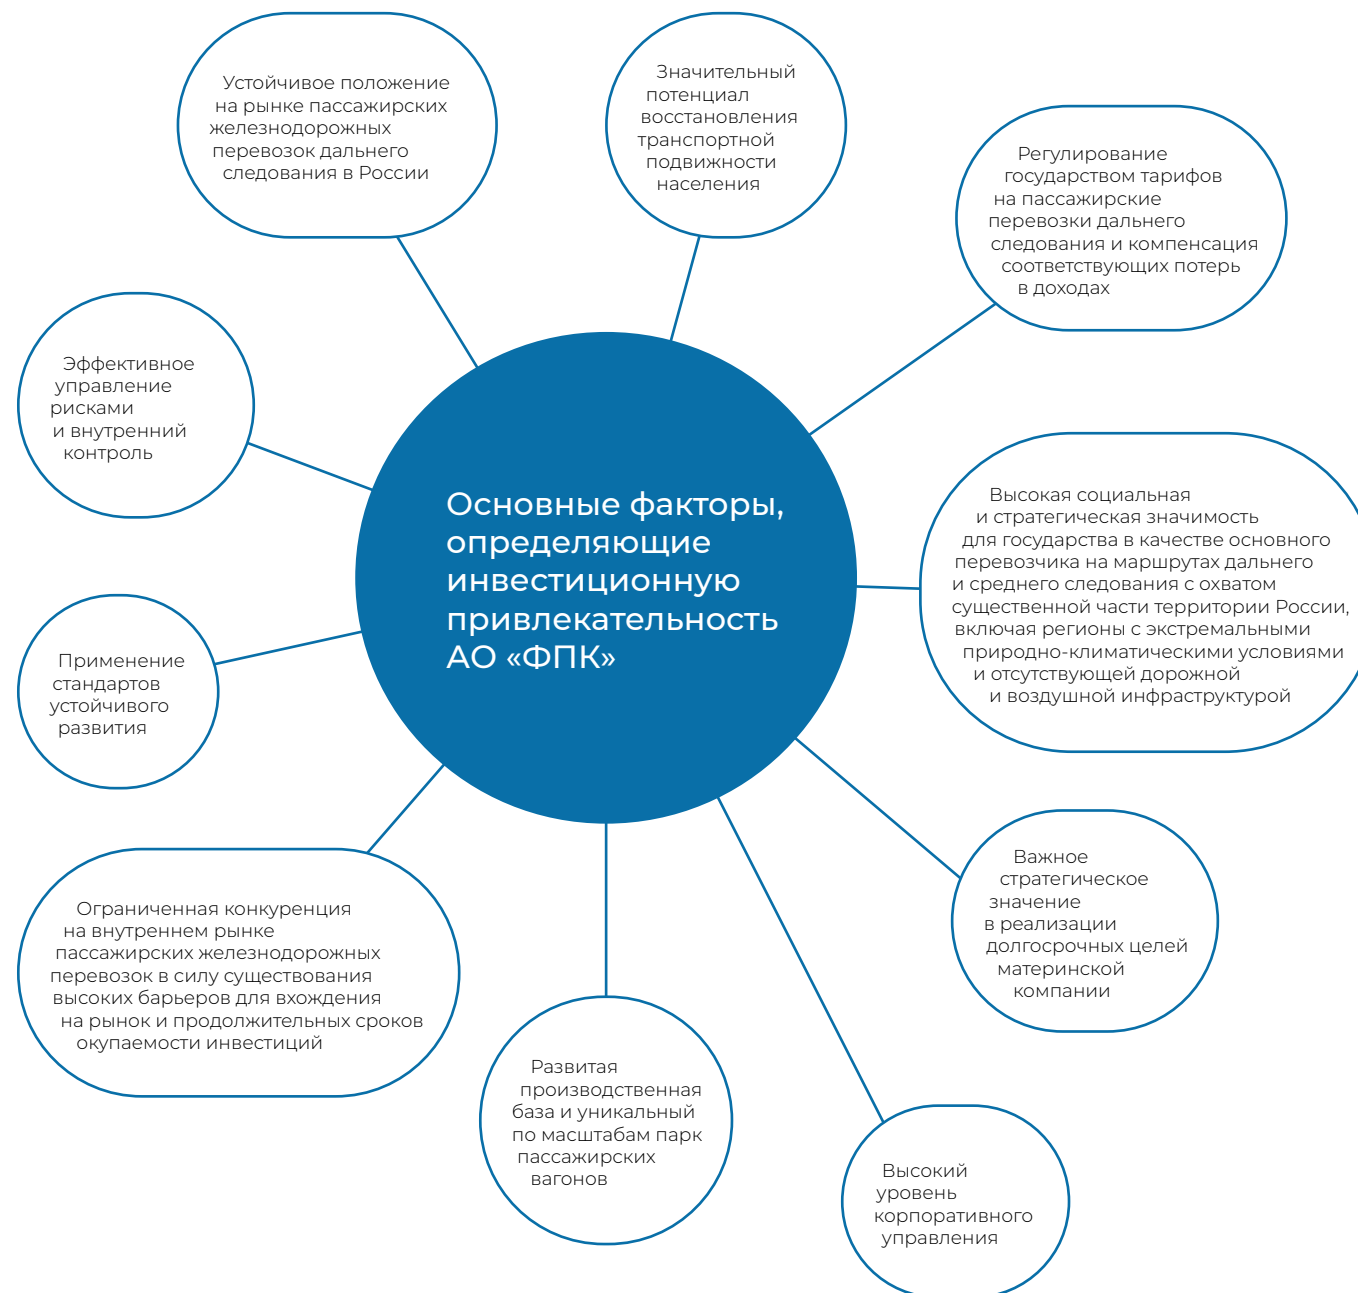 Устойчивое положение
на рынке пассажирских
железнодорожных
перевозок дальнего
следования в России
Значительный
потенциал
восстановления
транспортной
подвижности
населения
Регулирование
государством тарифов
на пассажирские
перевозки дальнего
следования и компенсация
соответствующих потерь
в доходах
Эффективное
управление
рисками
и внутренний
контроль
Основные факторы,
определяющие
инвестиционную
привлекательность
АО «ФПК»
Высокая социальная
и стратегическая значимость
для государства в качестве основного
перевозчика на маршрутах дальнего
и среднего следования с охватом
существенной части территории России,
включая регионы с экстремальными
природно-климатическими условиями
и отсутствующей дорожной
и воздушной инфраструктурой
Применение
стандартов
устойчивого
развития
Важное
стратегическое
значение
в реализации
долгосрочных целей
материнской
компании
Ограниченная конкуренция
на внутреннем рынке
пассажирских железнодорожных
перевозок в силу существования
высоких барьеров для вхождения
на рынок и продолжительных сроков
окупаемости инвестиций
Развитая
производственная
база и уникальный
по масштабам парк
пассажирских
вагонов
Высокий
уровень
корпоративного
управления